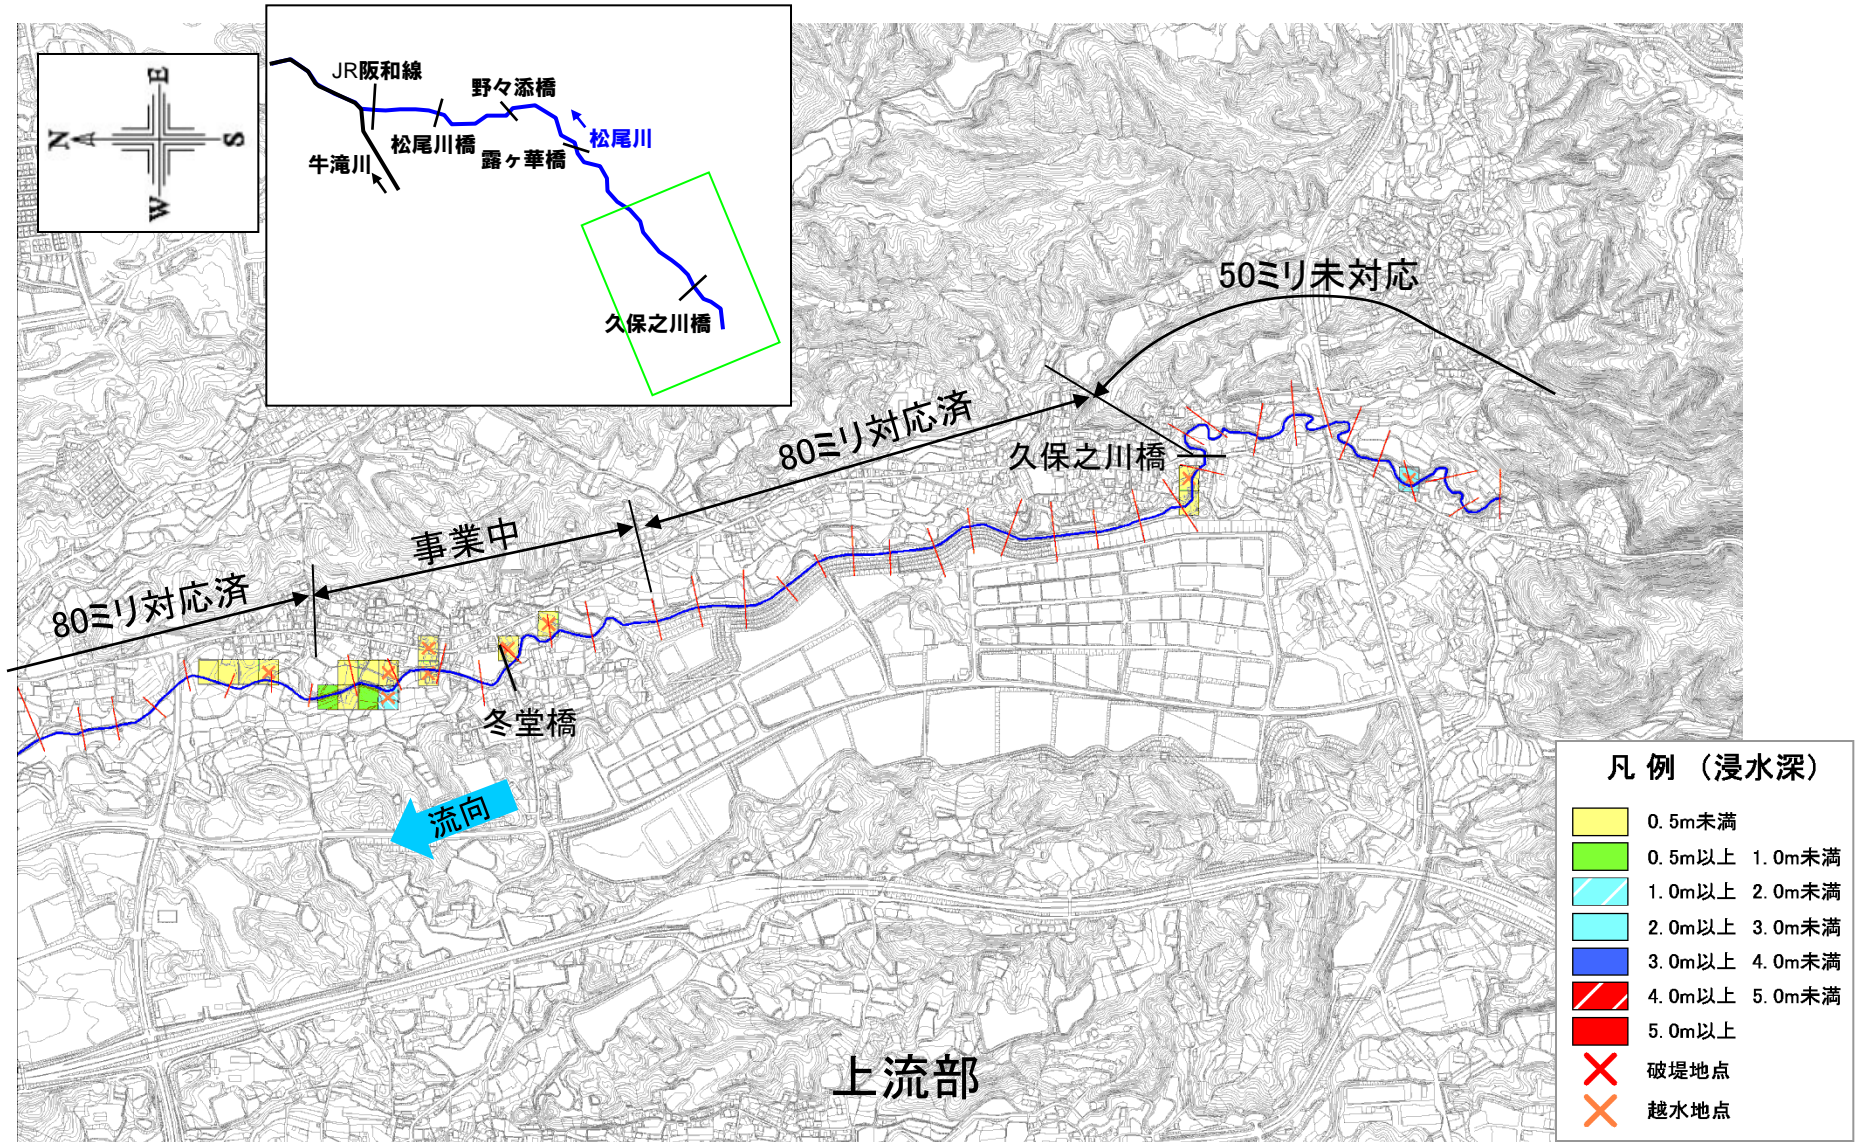 E
N
S
W
JR阪和線
野々添橋
松尾川橋
松尾川
露ヶ華橋
牛滝川
久保之川橋
50ミリ未対応
80ミリ対応済
久保之川橋
事業中
80ミリ対応済
冬堂橋
流向
上流部
凡 例 (浸水深)
0.5m未満
0.5m以上 1.0m未満
1.0m以上 2.0m未満
2.0m以上 3.0m未満
3.0m以上 4.0m未満
4.0m以上 5.0m未満
5.0m以上
破堤地点
越水地点